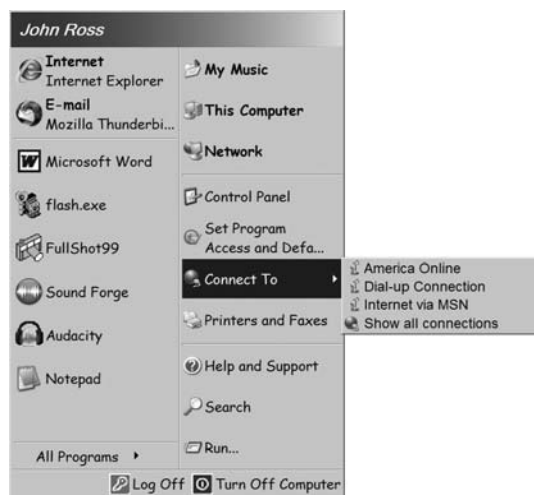 John Ross
Internet
Internet Explorer
E-mail
Mozilla Thunderbi...
Microsoft Word
flash.exe
FullShot99
Sound Forge
Audacity
Notepad
All Programs
My Music
This Computer
Network
Control Panel
Set Program
Access and Defa...
Connect To
Printers and Faxes
Help and Support
Search
Run...
America Online
Dial-up Connection
Internet via MSN
Show all connections
Log Off
Turn Off Computer